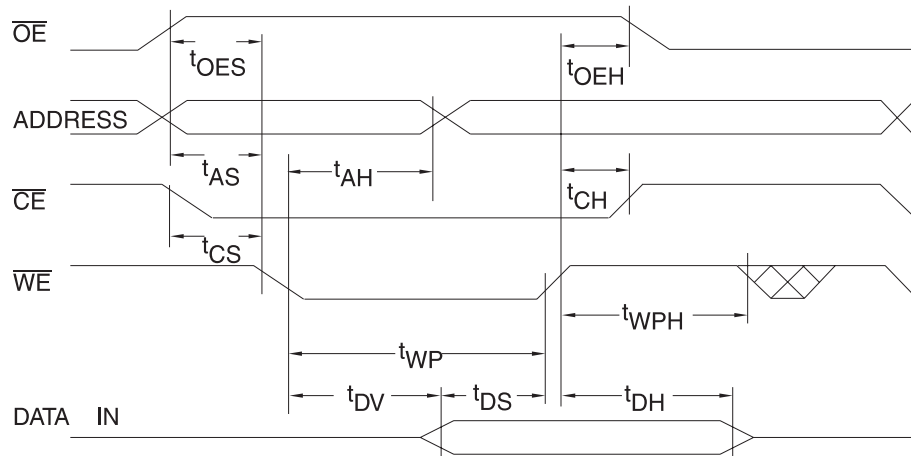 OE
tOES
tOEH
ADDRESS
tAS
tAH
tCH
CE
tCS
WE
tWPH
tWP
tDV
tDS
tDH
DATA IN